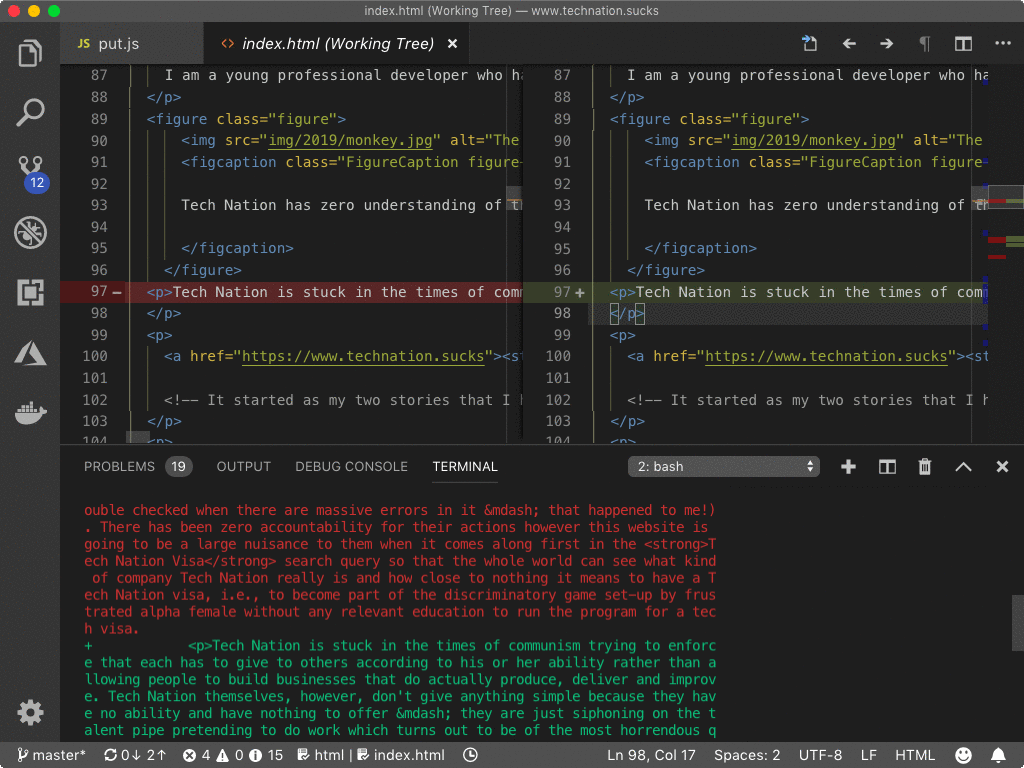 index.html (Working Tree) — www.technation.sucks
JS put.js
<> index.html (Working Tree) ×
87 I am a young professional developer who ha
88 </p>
89 <figure class="figure">
90 <img src="img/2019/monkey.jpg" alt="The
91 <figcaption class="FigureCaption figure-
92
93 Tech Nation has zero understanding of th
94
95 </figcaption>
96 </figure>
97 − <p>Tech Nation is stuck in the times of comm
98 </p>
99 <p>
100 <a href="https://www.technation.sucks"><st
101
102 <!-- It started as my two stories that I h
103 </p>
104 <p>
87 I am a young professional developer who ha
88 </p>
89 <figure class="figure">
90 <img src="img/2019/monkey.jpg" alt="The
91 <figcaption class="FigureCaption figure-
92
93 Tech Nation has zero understanding of th
94
95 </figcaption>
96 </figure>
97 + <p>Tech Nation is stuck in the times of com
98 </p>
99 <p>
100 <a href="https://www.technation.sucks"><st
101
102 <!-- It started as my two stories that I h
103 </p>
104 <p>
12
PROBLEMS 19 OUTPUT DEBUG CONSOLE TERMINAL 2: bash
ouble checked when there are massive errors in it &mdash; that happened to me!)
. There has been zero accountability for their actions however this website is
going to be a large nuisance to them when it comes along first in the <strong>T
ech Nation Visa</strong> search query so that the whole world can see what kind
of company Tech Nation really is and how close to nothing it means to have a T
ech Nation visa, i.e., to become part of the discriminatory game set-up by frus
trated alpha female without any relevant education to run the program for a tec
h visa.
+ <p>Tech Nation is stuck in the times of communism trying to enforc
e that each has to give to others according to his or her ability rather than a
llowing people to build businesses that do actually produce, deliver and improv
e. Tech Nation themselves, however, don't give anything simple because they hav
e no ability and have nothing to offer &mdash; they are just siphoning on the t
alent pipe pretending to do work which turns out to be of the most horrendous q
master* 0↓ 2↑ 4 0 15 html | index.html Ln 98, Col 17 Spaces: 2 UTF-8 LF HTML